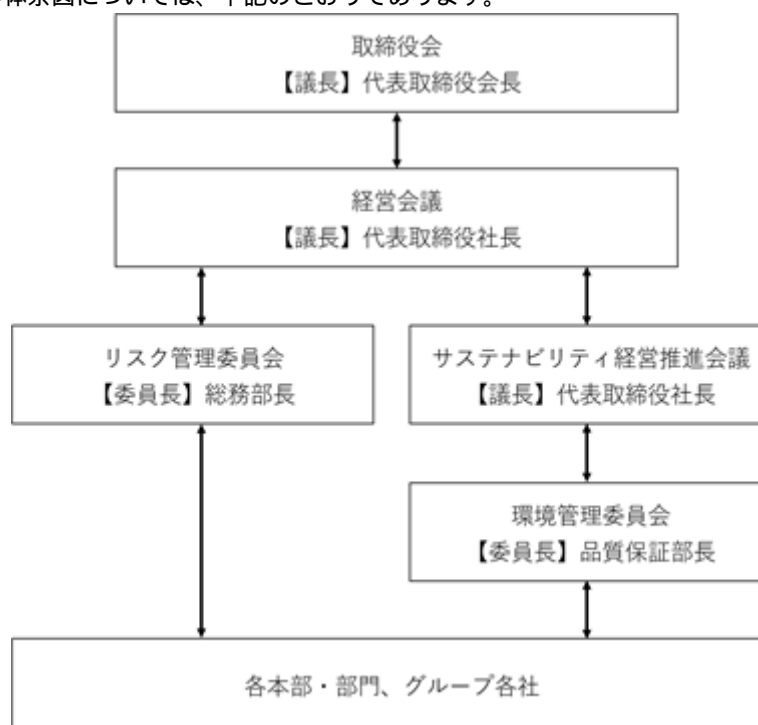 体系図については、下記のとおりであります。
取締役会
【議長】代表取締役会長
経営会議
【議長】代表取締役社長
リスク管理委員会
【委員長】総務部長
サステナビリティ経営推進会議
【議長】代表取締役社長
環境管理委員会
【委員長】品質保証部長
各本部・部門、グループ各社